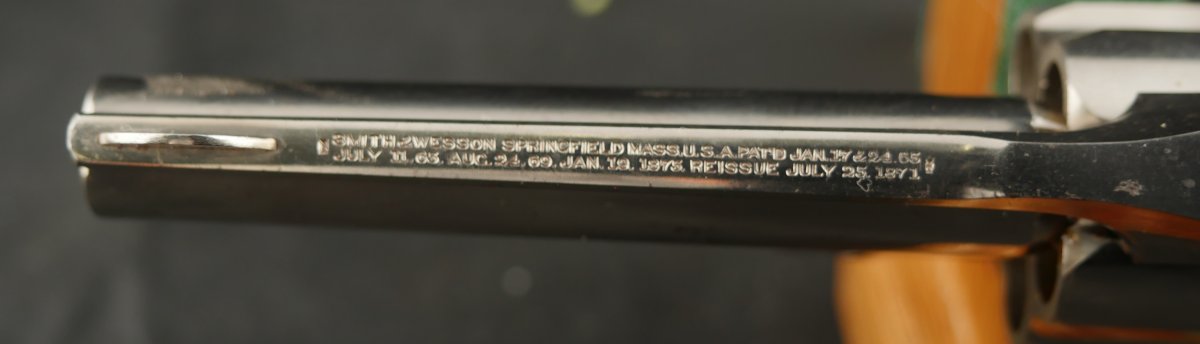 SMITH & WESSON SPRINGFIELD MASS. U.S.A. PAT'D JAN. 17 & 24. 65
JULY 11. 65. AUG. 24. 69. JAN. 19. 1875. REISSUE JULY 25. 1871